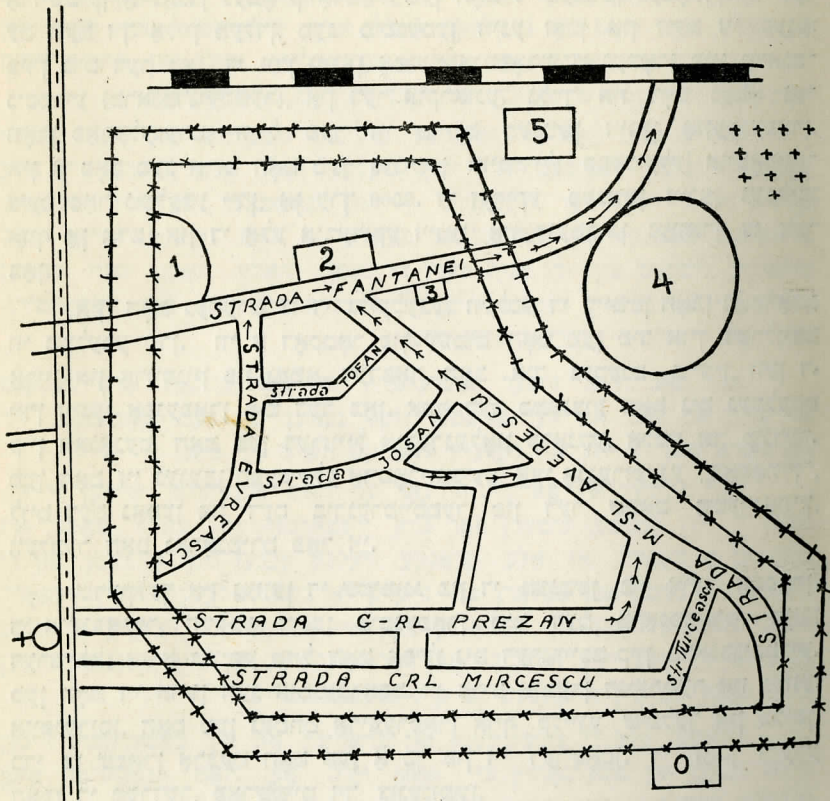 5
1
2
4
STRADA FANTANEI
3
STRADA EVREASCA
Strada TOFAN
Strada JOSAN
STRADA M-SL AVERESCU
STRADA G-RL PREZAN
Str Turceasca
STRADA CRL MIRCESCU
0